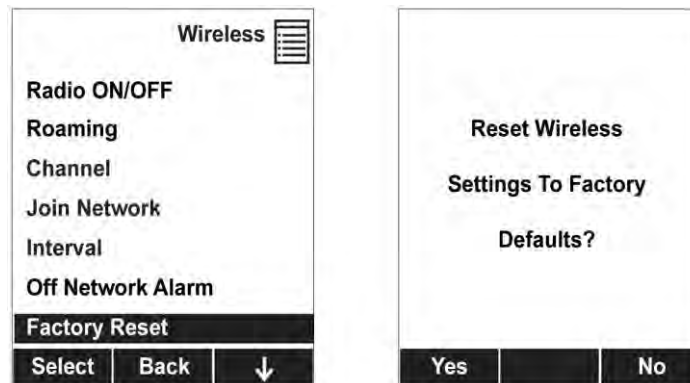 Wireless
Radio ON/OFF
Roaming
Channel
Join Network
Interval
Off Network Alarm
Factory Reset
Select Back ↓
Reset Wireless
Settings To Factory
Defaults?
Yes No